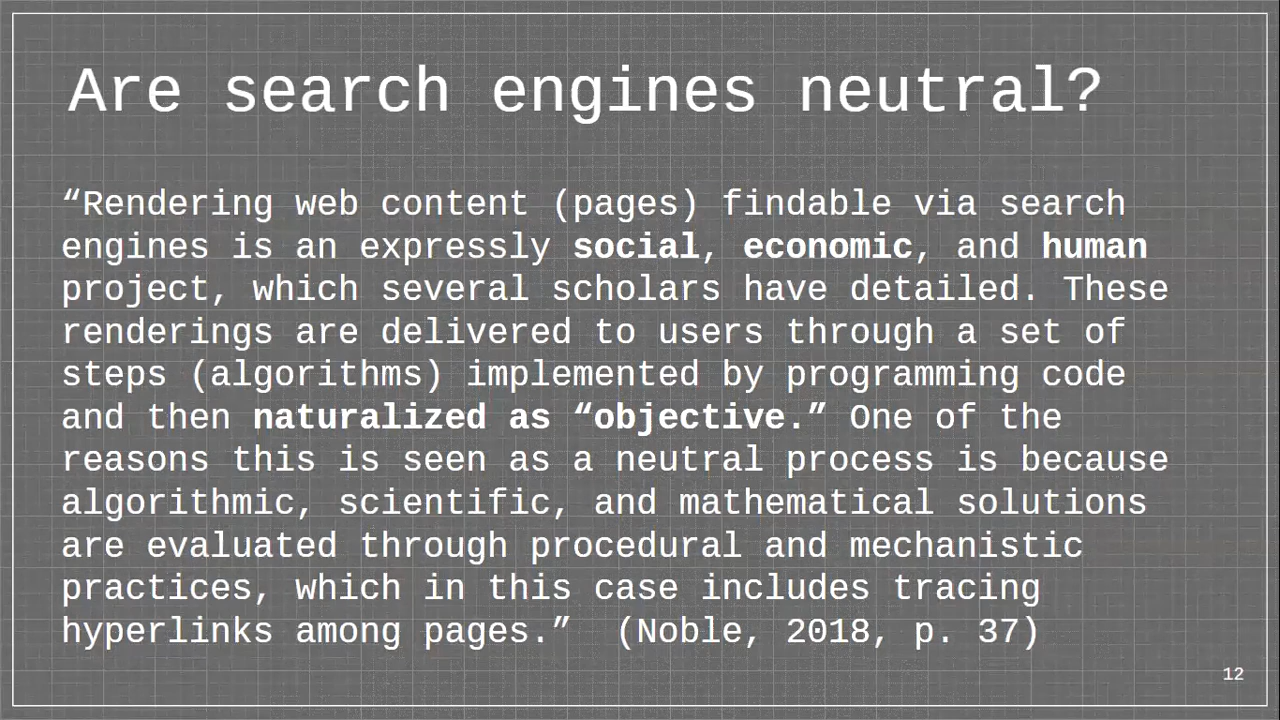 Are search engines neutral?
“Rendering web content (pages) findable via search
engines is an expressly social, economic, and human
project, which several scholars have detailed. These
renderings are delivered to users through a set of
steps (algorithms) implemented by programming code
and then naturalized as “objective.” One of the
reasons this is seen as a neutral process is because
algorithmic, scientific, and mathematical solutions
are evaluated through procedural and mechanistic
practices, which in this case includes tracing
hyperlinks among pages.”  (Noble, 2018, p. 37)
12